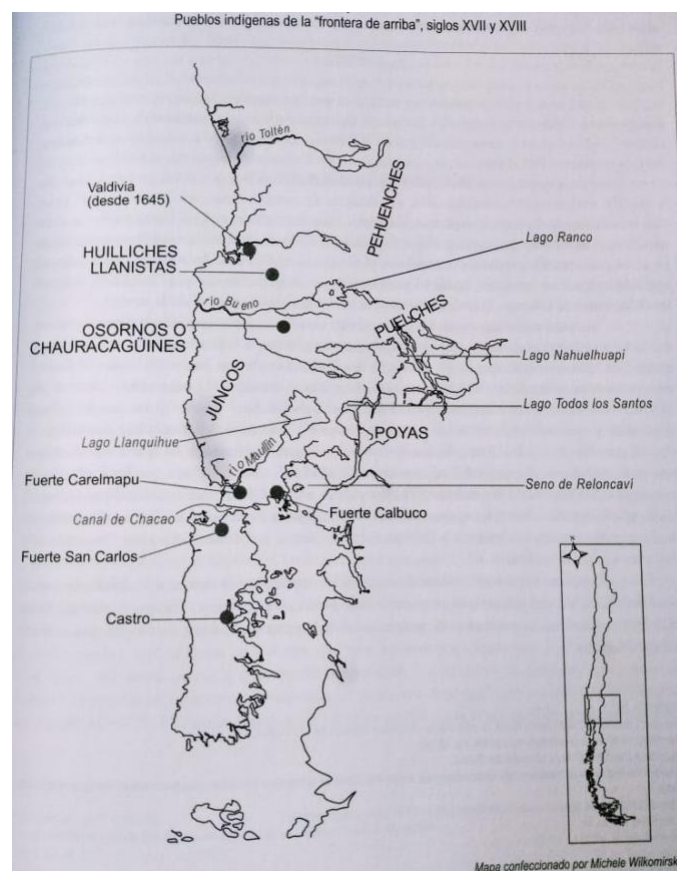 Pueblos indígenas de la “frontera de arriba”, siglos XVII y XVIII
río Toltén
Valdivia
(desde 1645)
PEHUENCHES
Lago Ranco
HUILLICHES
LLANISTAS
río Bueno
PUELCHES
OSORNOS O
CHAURACAGÜINES
Lago Nahuelhuapi
JUNCOS
Lago Todos los Santos
POYAS
Lago Llanquihue
río Maullín
Fuerte Carelmapu
Seno de Reloncaví
Fuerte Calbuco
Canal de Chacao
Fuerte San Carlos
N
Castro
Mapa confeccionado por Michele Wilkomirsk